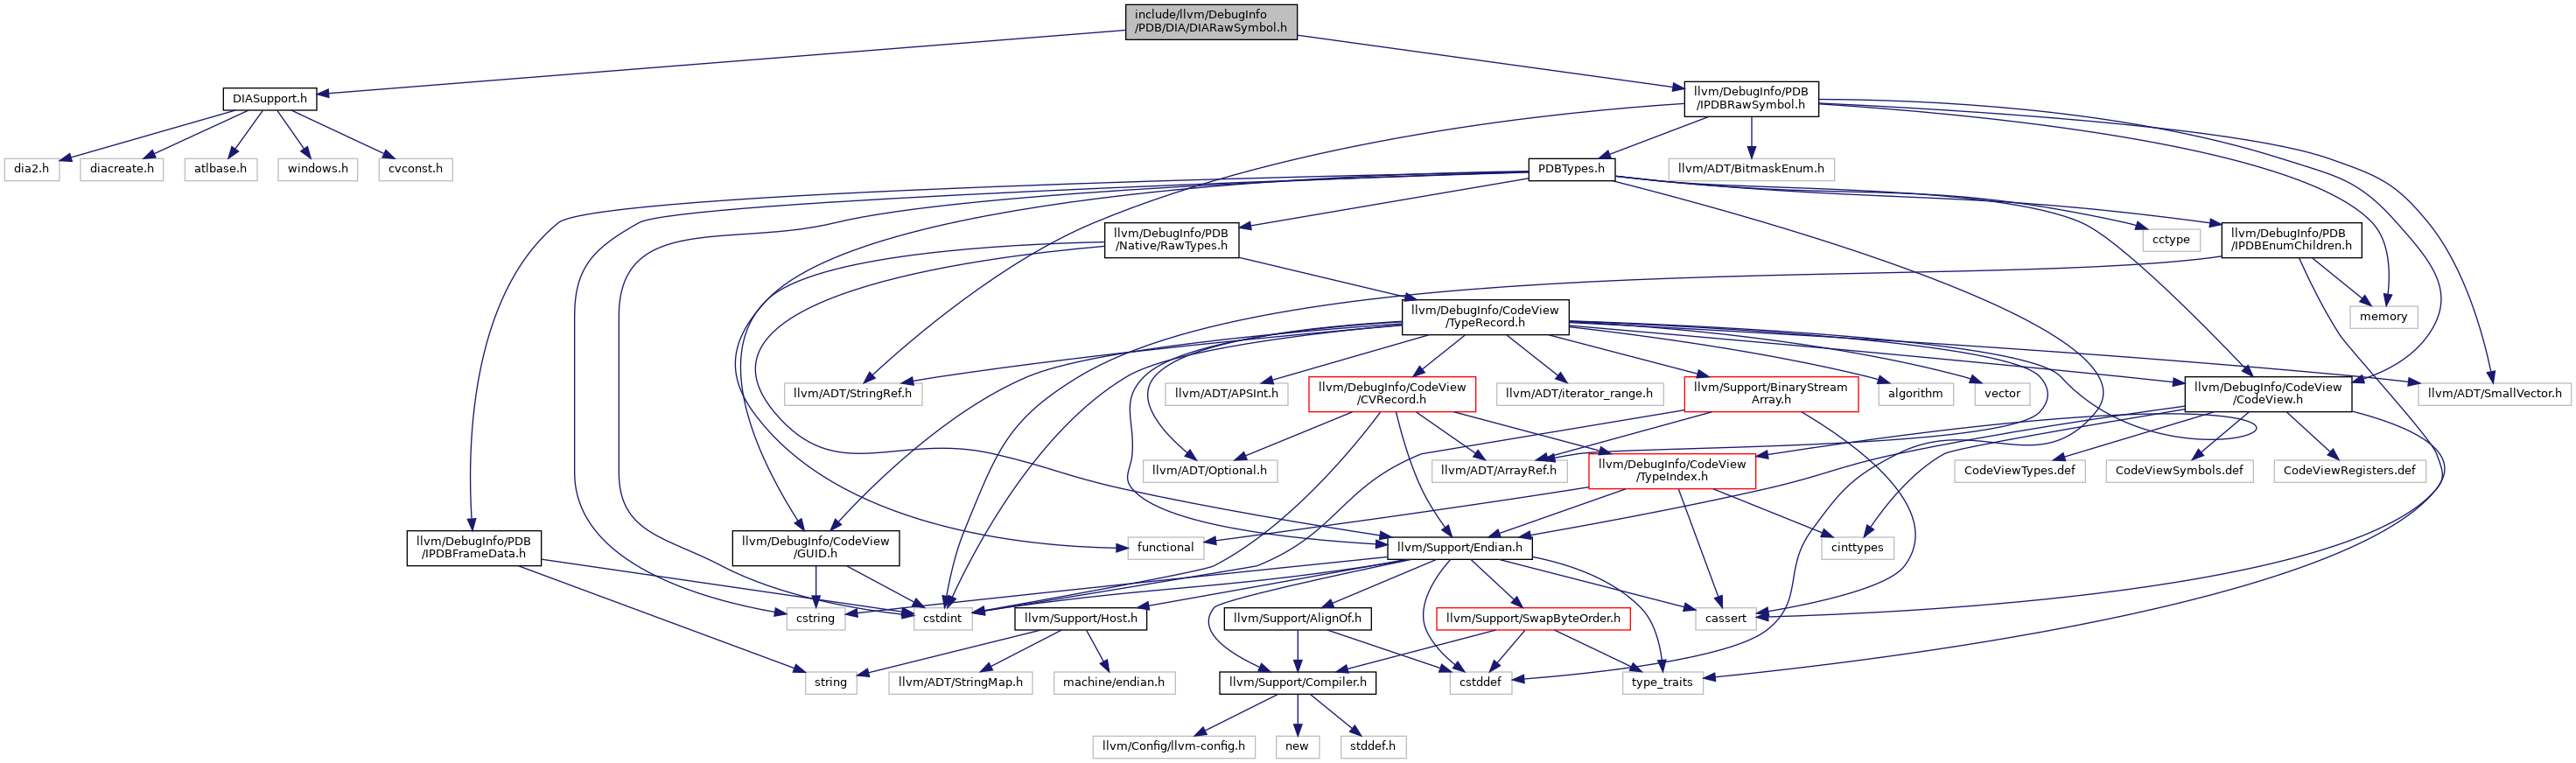 include/llvm/DebugInfo
/PDB/DIA/DIARawSymbol.h
DIASupport.h
llvm/DebugInfo/PDB
/IPDBRawSymbol.h
dia2.h
diacreate.h
atlbase.h
windows.h
cvconst.h
PDBTypes.h
llvm/ADT/BitmaskEnum.h
llvm/DebugInfo/PDB
/Native/RawTypes.h
cctype
llvm/DebugInfo/PDB
/IPDBEnumChildren.h
llvm/DebugInfo/CodeView
/TypeRecord.h
memory
llvm/ADT/StringRef.h
llvm/ADT/APSInt.h
llvm/DebugInfo/CodeView
/CVRecord.h
llvm/ADT/iterator_range.h
llvm/Support/BinaryStream
Array.h
algorithm
vector
llvm/DebugInfo/CodeView
/CodeView.h
llvm/ADT/SmallVector.h
llvm/ADT/Optional.h
llvm/ADT/ArrayRef.h
llvm/DebugInfo/CodeView
/TypeIndex.h
CodeViewTypes.def
CodeViewSymbols.def
CodeViewRegisters.def
llvm/DebugInfo/PDB
/IPDBFrameData.h
llvm/DebugInfo/CodeView
/GUID.h
functional
llvm/Support/Endian.h
cinttypes
cstring
cstdint
llvm/Support/Host.h
llvm/Support/AlignOf.h
llvm/Support/SwapByteOrder.h
cassert
string
llvm/ADT/StringMap.h
machine/endian.h
llvm/Support/Compiler.h
cstddef
type_traits
llvm/Config/llvm-config.h
new
stddef.h